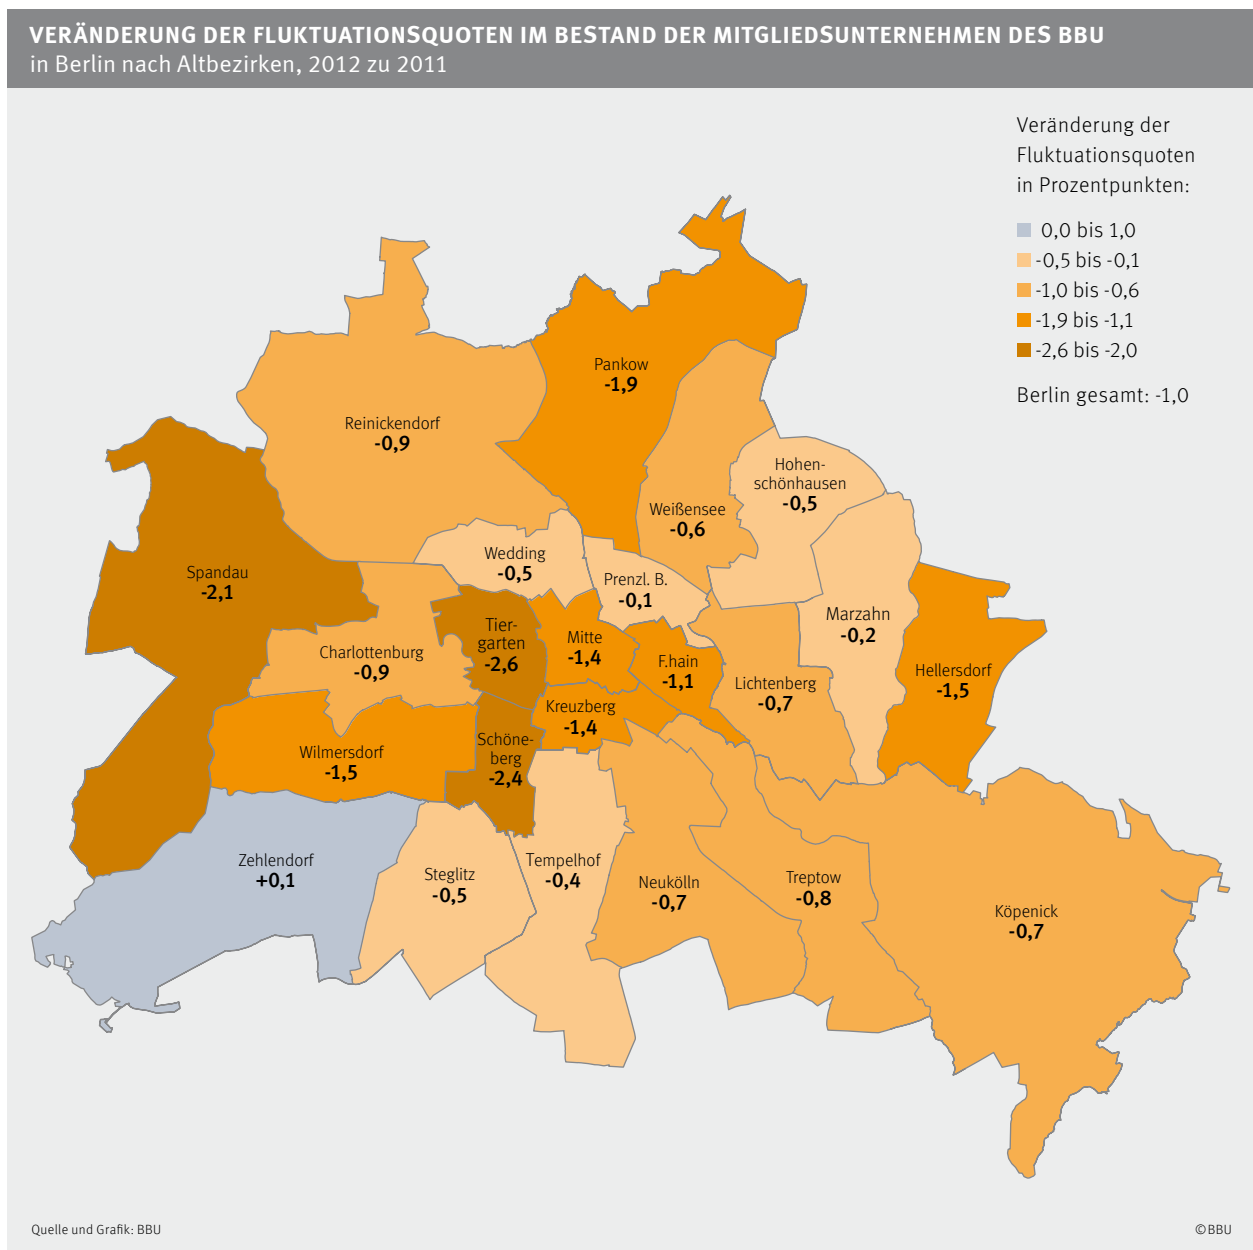 VERÄNDERUNG DER FLUKTUATIONSQUOTEN IM BESTAND DER MITGLIEDSUNTERNEHMEN DES BBU
in Berlin nach Altbezirken, 2012 zu 2011
Veränderung der
Fluktuationsquoten
in Prozentpunkten:
0,0 bis 1,0
-0,5 bis -0,1
-1,0 bis -0,6
-1,9 bis -1,1
-2,6 bis -2,0
Berlin gesamt: -1,0
Pankow
-1,9
Reinickendorf
-0,9
Hohen-
schönhausen
-0,5
Weißensee
-0,6
Wedding
-0,5
Spandau
-2,1
Prenzl. B.
-0,1
Marzahn
-0,2
Tier-
garten
-2,6
Mitte
-1,4
Charlottenburg
-0,9
F.hain
-1,1
Hellersdorf
-1,5
Lichtenberg
-0,7
Kreuzberg
-1,4
Wilmersdorf
-1,5
Schöne-
berg
-2,4
Zehlendorf
+0,1
Steglitz
-0,5
Tempelhof
-0,4
Neukölln
-0,7
Treptow
-0,8
Köpenick
-0,7
Quelle und Grafik: BBU
©BBU